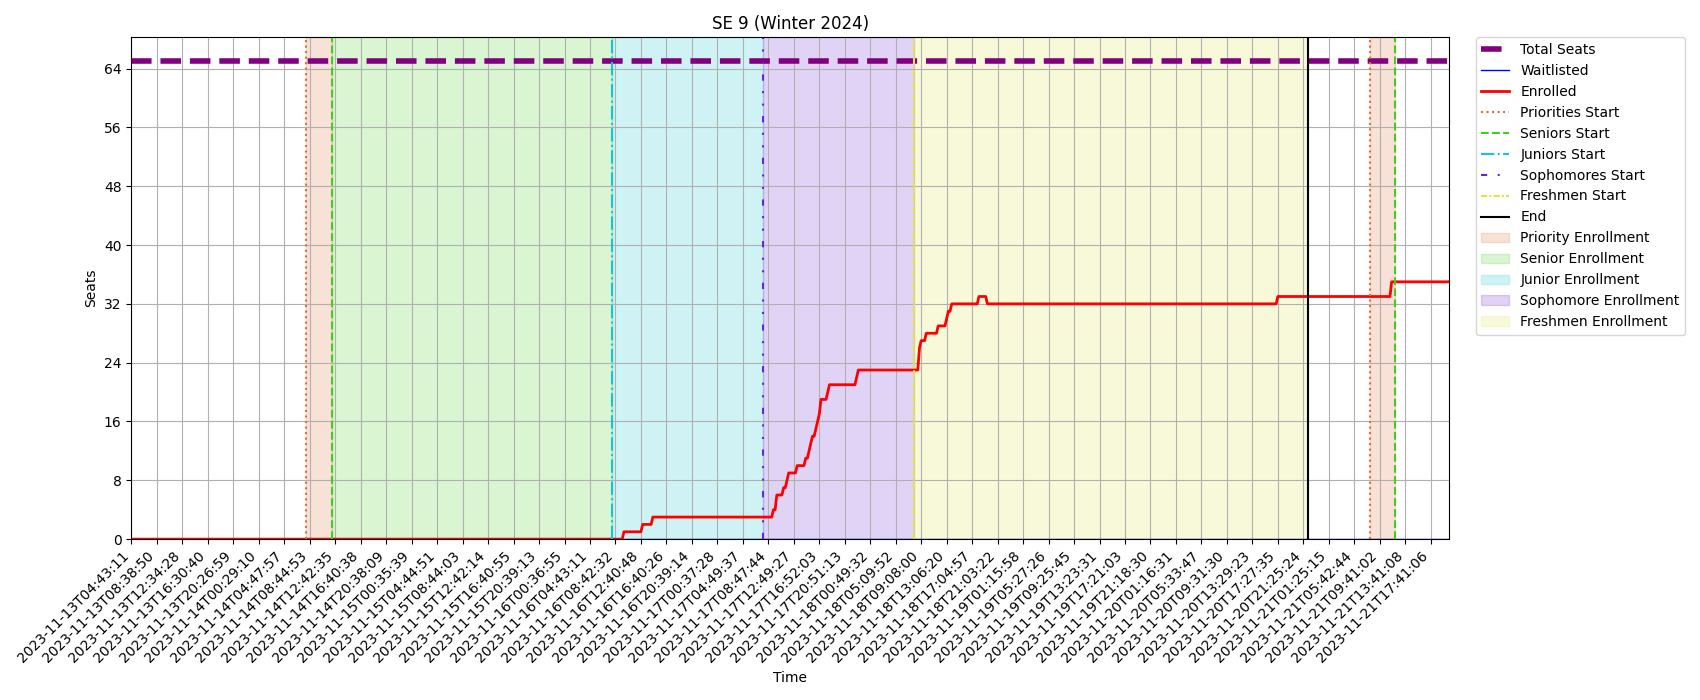 SE 9 (Winter 2024)
Total Seats
Waitlisted
Enrolled
Priorities Start
Seniors Start
Juniors Start
Sophomores Start
Freshmen Start
End
Priority Enrollment
Senior Enrollment
Junior Enrollment
Sophomore Enrollment
Freshmen Enrollment
Seats
64
56
48
40
32
24
16
8
0
2023-11-13T04:43:11
2023-11-13T08:38:50
2023-11-13T12:34:28
2023-11-13T16:30:40
2023-11-13T20:26:59
2023-11-14T00:29:10
2023-11-14T04:47:57
2023-11-14T08:44:53
2023-11-14T12:42:35
2023-11-14T16:40:38
2023-11-14T20:38:09
2023-11-15T00:35:39
2023-11-15T04:44:51
2023-11-15T08:44:03
2023-11-15T12:42:14
2023-11-15T16:40:55
2023-11-15T20:39:13
2023-11-16T00:36:55
2023-11-16T04:43:11
2023-11-16T08:42:32
2023-11-16T12:40:48
2023-11-16T16:40:26
2023-11-16T20:39:14
2023-11-17T00:37:28
2023-11-17T04:49:37
2023-11-17T08:47:44
2023-11-17T12:49:27
2023-11-17T16:52:03
2023-11-17T20:51:13
2023-11-18T00:49:32
2023-11-18T05:09:52
2023-11-18T09:08:00
2023-11-18T13:06:20
2023-11-18T17:04:57
2023-11-18T21:03:22
2023-11-19T01:15:58
2023-11-19T05:27:26
2023-11-19T09:25:45
2023-11-19T13:23:31
2023-11-19T17:21:03
2023-11-19T21:18:30
2023-11-20T01:16:31
2023-11-20T05:33:47
2023-11-20T09:31:30
2023-11-20T13:29:23
2023-11-20T17:27:35
2023-11-20T21:25:24
2023-11-21T01:25:15
2023-11-21T05:42:44
2023-11-21T09:41:02
2023-11-21T13:41:08
2023-11-21T17:41:06
Time